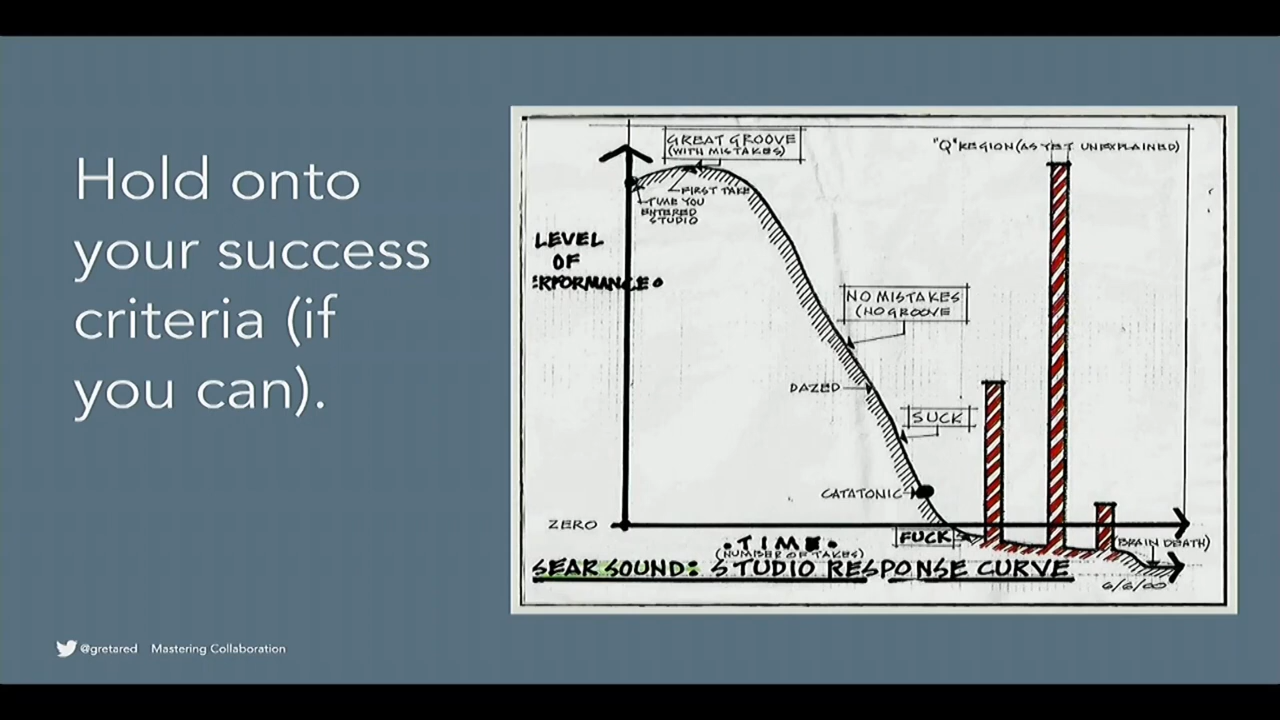 Hold onto
your success
criteria (if
you can).
GREAT GROOVE
(WITH MISTAKES)
"Q" REGION (AS YET UNEXPLAINED)
FIRST TAKE
TIME YOU
ENTERED
STUDIO
LEVEL
OF
ERFORMANCE
NO MISTAKES
(NO GROOVE
DAZED
SUCK
CATATONIC
ZERO
FUCK
•TIME•
(NUMBER OF TAKES)
(BRAIN DEATH)
SEAR SOUND: STUDIO RESPONSE CURVE
6/6/00
@gretared Mastering Collaboration